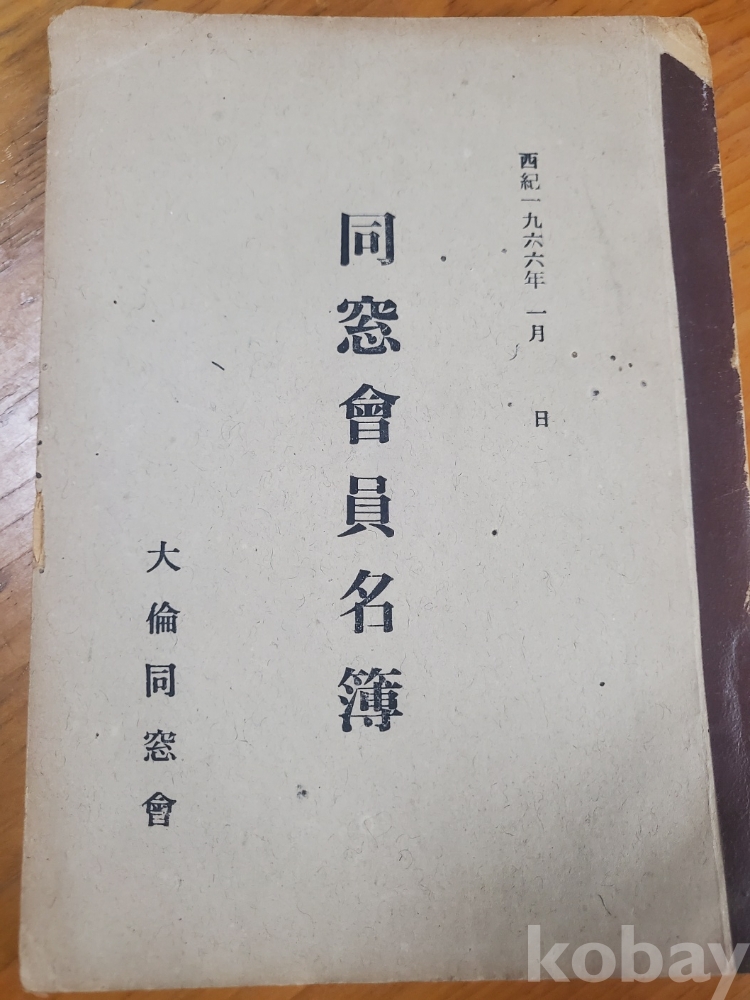 西紀一九六六年 一月 日
同窓會員名簿
大倫同窓會
kobay